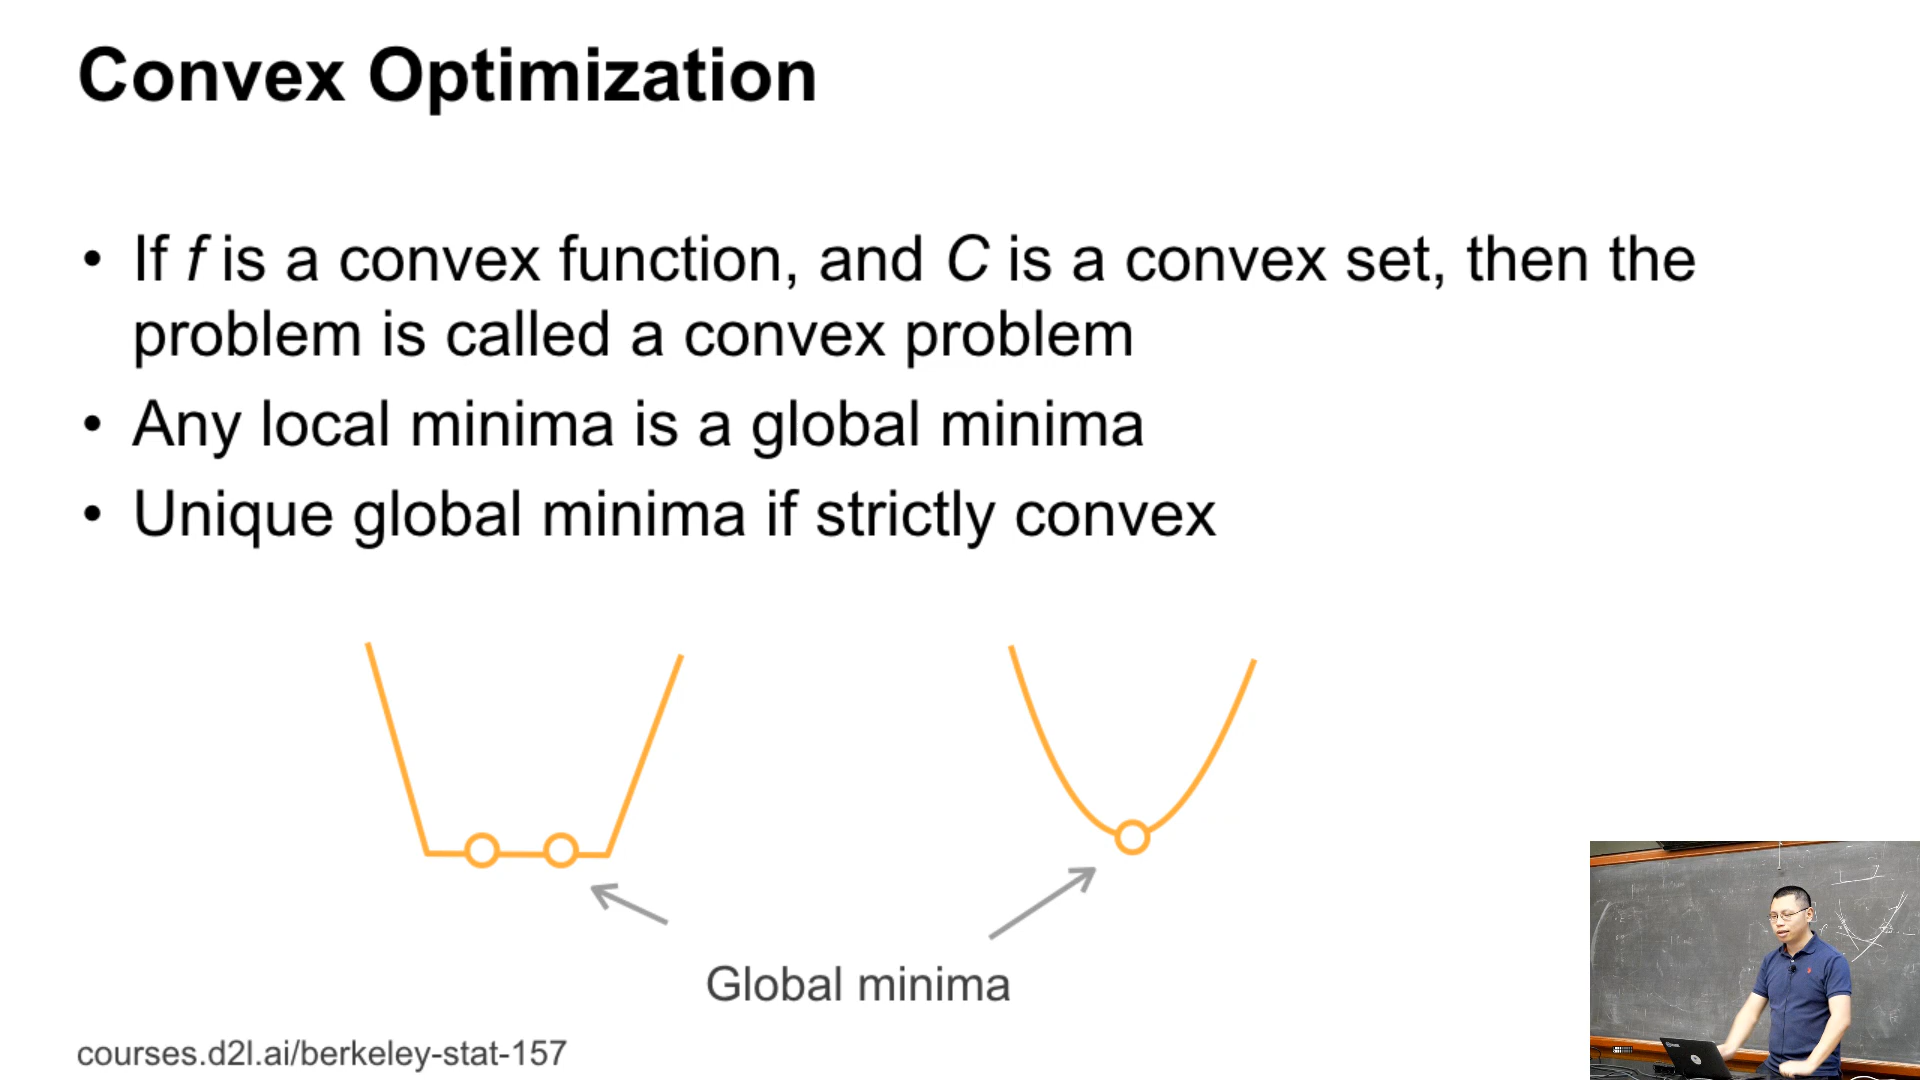 Convex Optimization
• If f is a convex function, and C is a convex set, then the
problem is called a convex problem
• Any local minima is a global minima
• Unique global minima if strictly convex
Global minima
courses.d2l.ai/berkeley-stat-157